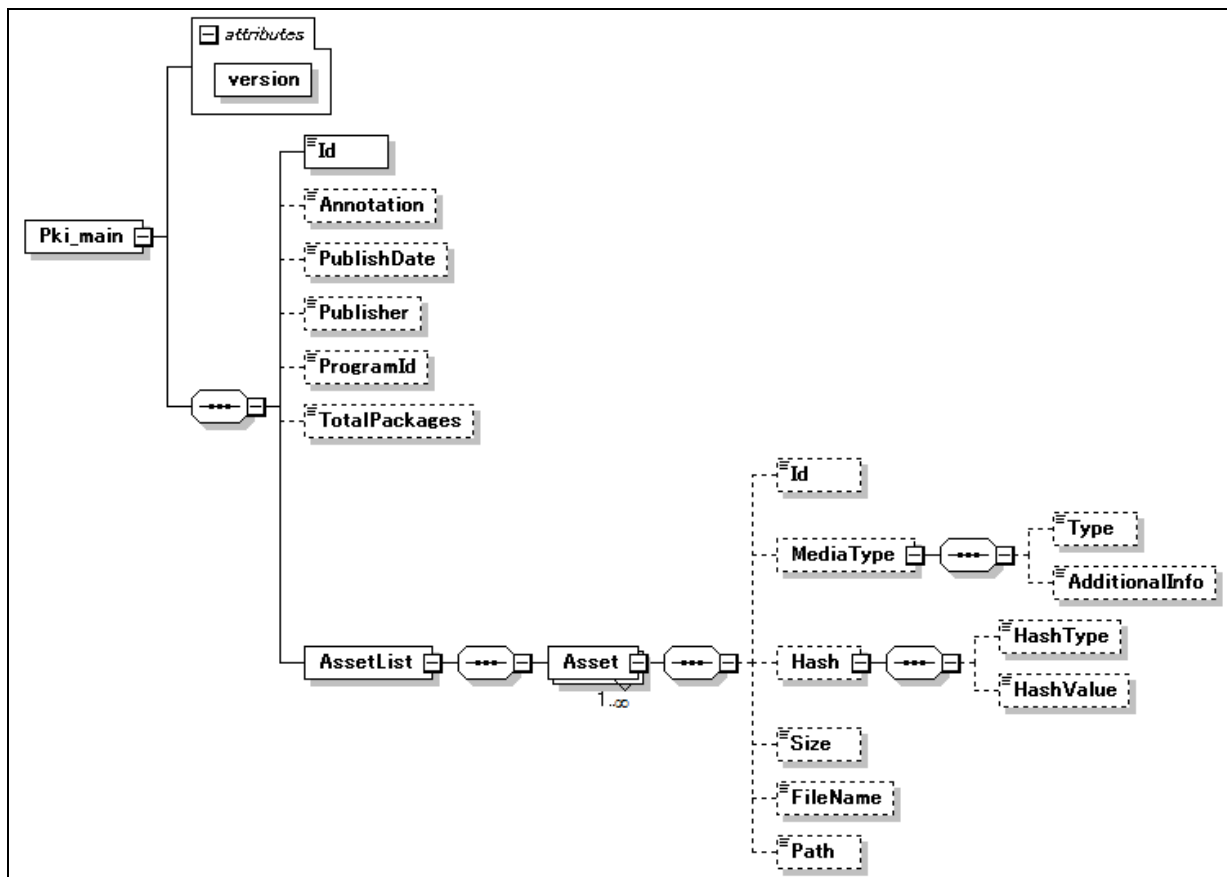 attributes
version
Id
Annotation
PublishDate
Pki_main
Publisher
ProgramId
TotalPackages
Id
Type
MediaType
AdditionalInfo
HashType
AssetList
Asset
Hash
1..∞
HashValue
Size
FileName
Path